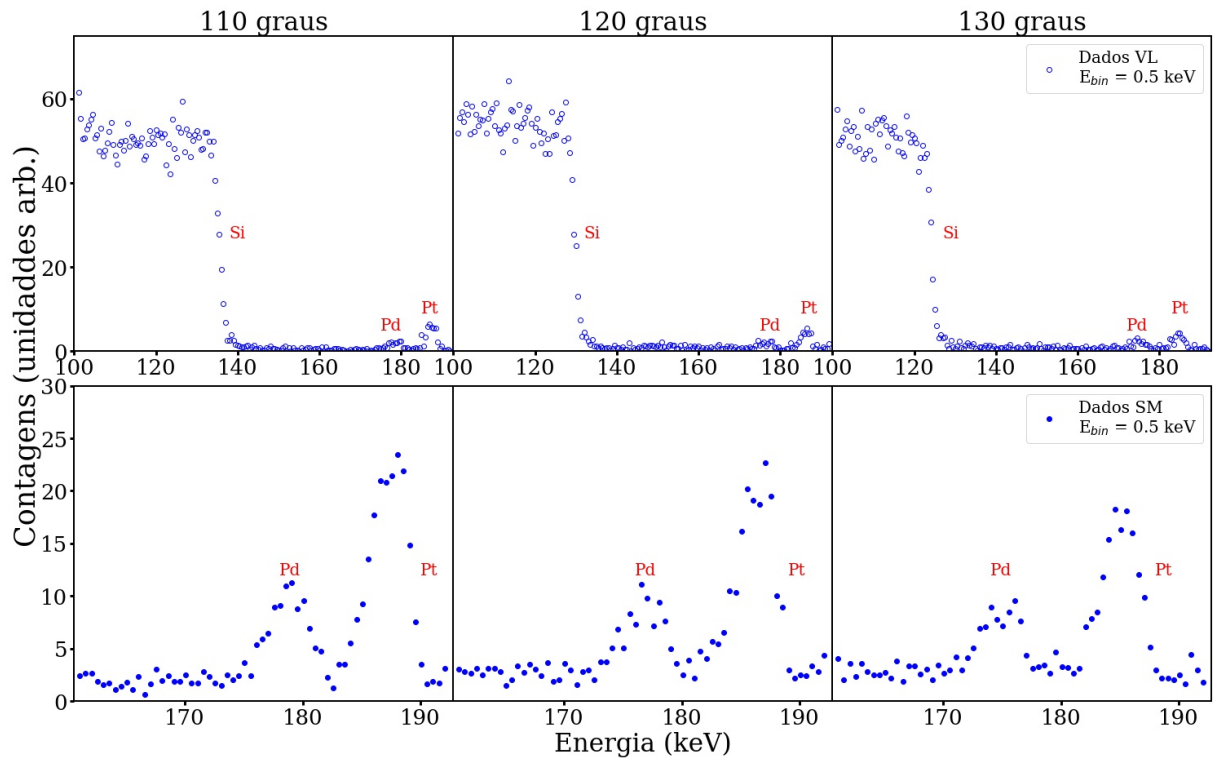 110 graus 120 graus 130 graus
Dados VL
E_bin = 0.5 keV
60
40
20
0
Si Pd Pt
Si Pd Pt
Si Pd Pt
100 120 140 160 180 100 120 140 160 180 100 120 140 160 180
Contagens (unidaddes arb.)
30
25
20
15
10
5
0
Dados SM
E_bin = 0.5 keV
Pd Pt
Pd Pt
Pd Pt
170 180 190 170 180 190 170 180 190
Energia (keV)